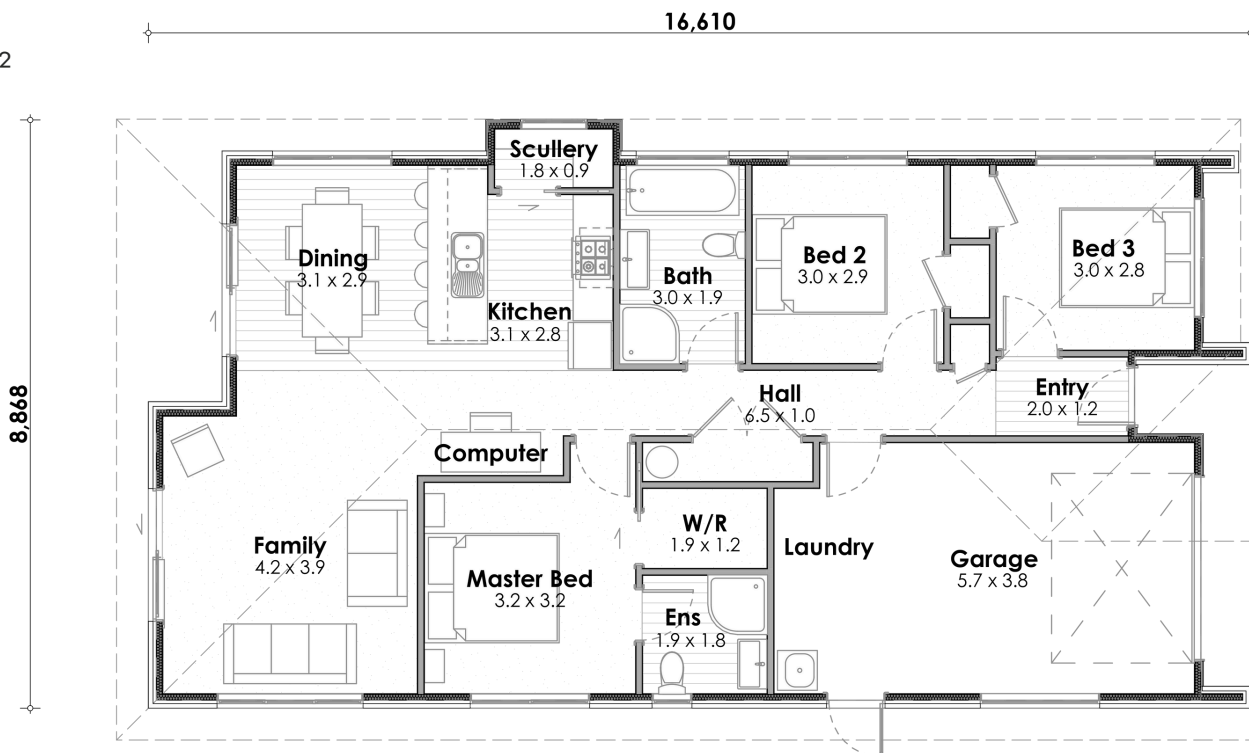 16,610
2
8,868
Scullery
1.8 x 0.9
Dining
3.1 x 2.9
Kitchen
3.1 x 2.8
Bath
3.0 x 1.9
Bed 2
3.0 x 2.9
Bed 3
3.0 x 2.8
Hall
6.5 x 1.0
Entry
2.0 x 1.2
Computer
Family
4.2 x 3.9
Master Bed
3.2 x 3.2
W/R
1.9 x 1.2
Ens
1.9 x 1.8
Laundry
Garage
5.7 x 3.8